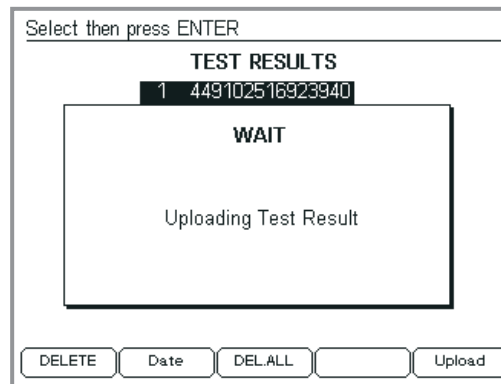 Select then press ENTER
TEST RESULTS
1 449102516923940
WAIT
Uploading Test Result
DELETE Date DEL.ALL Upload